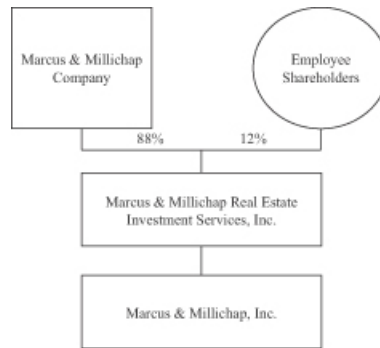 Marcus & Millichap
Company
Employee
Shareholders
88%
12%
Marcus & Millichap Real Estate
Investment Services, Inc.
Marcus & Millichap, Inc.